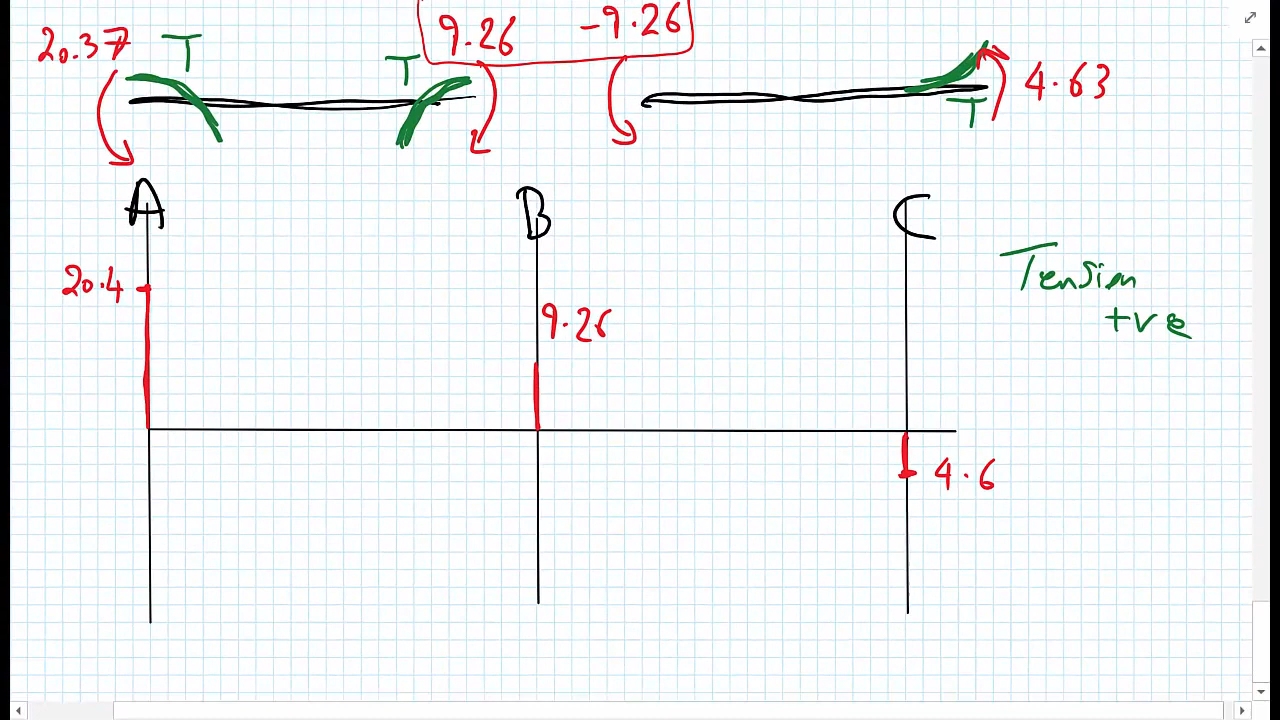 20.37 T T 9.26 -9.26 T 4.63
A B C
20.4 9.26 4.6
Tension
+ve